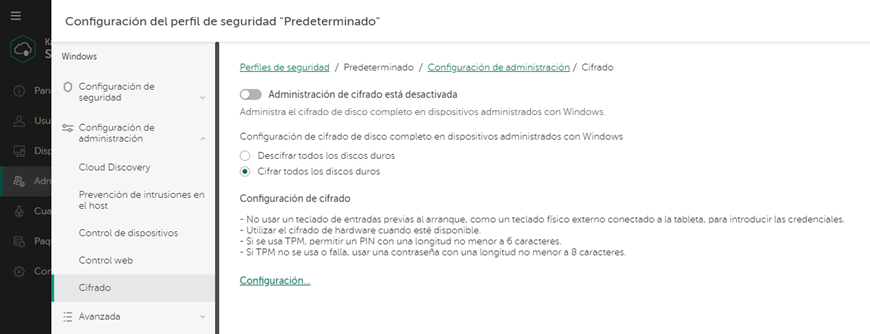 Configuración del perfil de seguridad "Predeterminado"
Windows
Configuración de
seguridad
Configuración de
administración
Cloud Discovery
Prevención de intrusiones en
el host
Control de dispositivos
Control web
Cifrado
Avanzada
Perfiles de seguridad / Predeterminado / Configuración de administración / Cifrado
Administración de cifrado está desactivada
Administra el cifrado de disco completo en dispositivos administrados con Windows.
Configuración de cifrado de disco completo en dispositivos administrados con Windows
Descifrar todos los discos duros
Cifrar todos los discos duros
Configuración de cifrado
- No usar un teclado de entradas previas al arranque, como un teclado físico externo conectado a la tableta, para introducir las credenciales.
- Utilizar el cifrado de hardware cuando esté disponible.
- Si se usa TPM, permitir un PIN con una longitud no menor a 6 caracteres.
- Si TPM no se usa o falla, usar una contraseña con una longitud no menor a 8 caracteres.
Configuración...